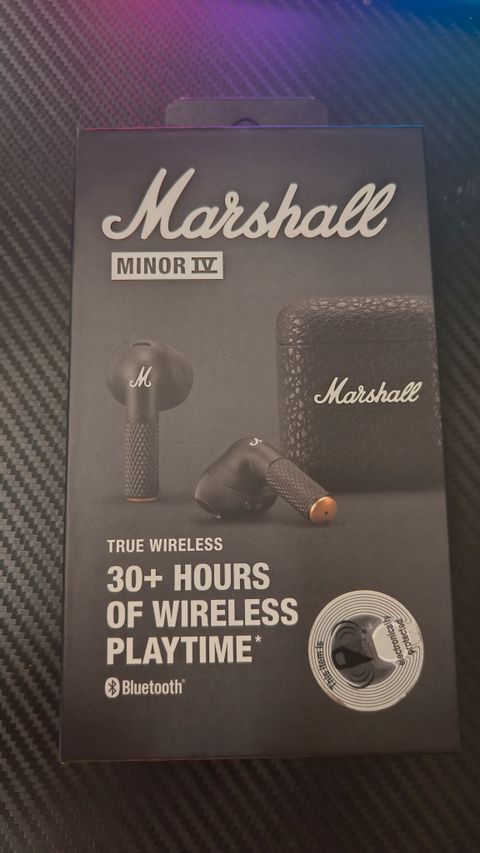 Marshall
MINOR IV
M
Marshall
TRUE WIRELESS
30+ HOURS
OF WIRELESS
PLAYTIME*
Bluetooth®
This item is
electronically
protected